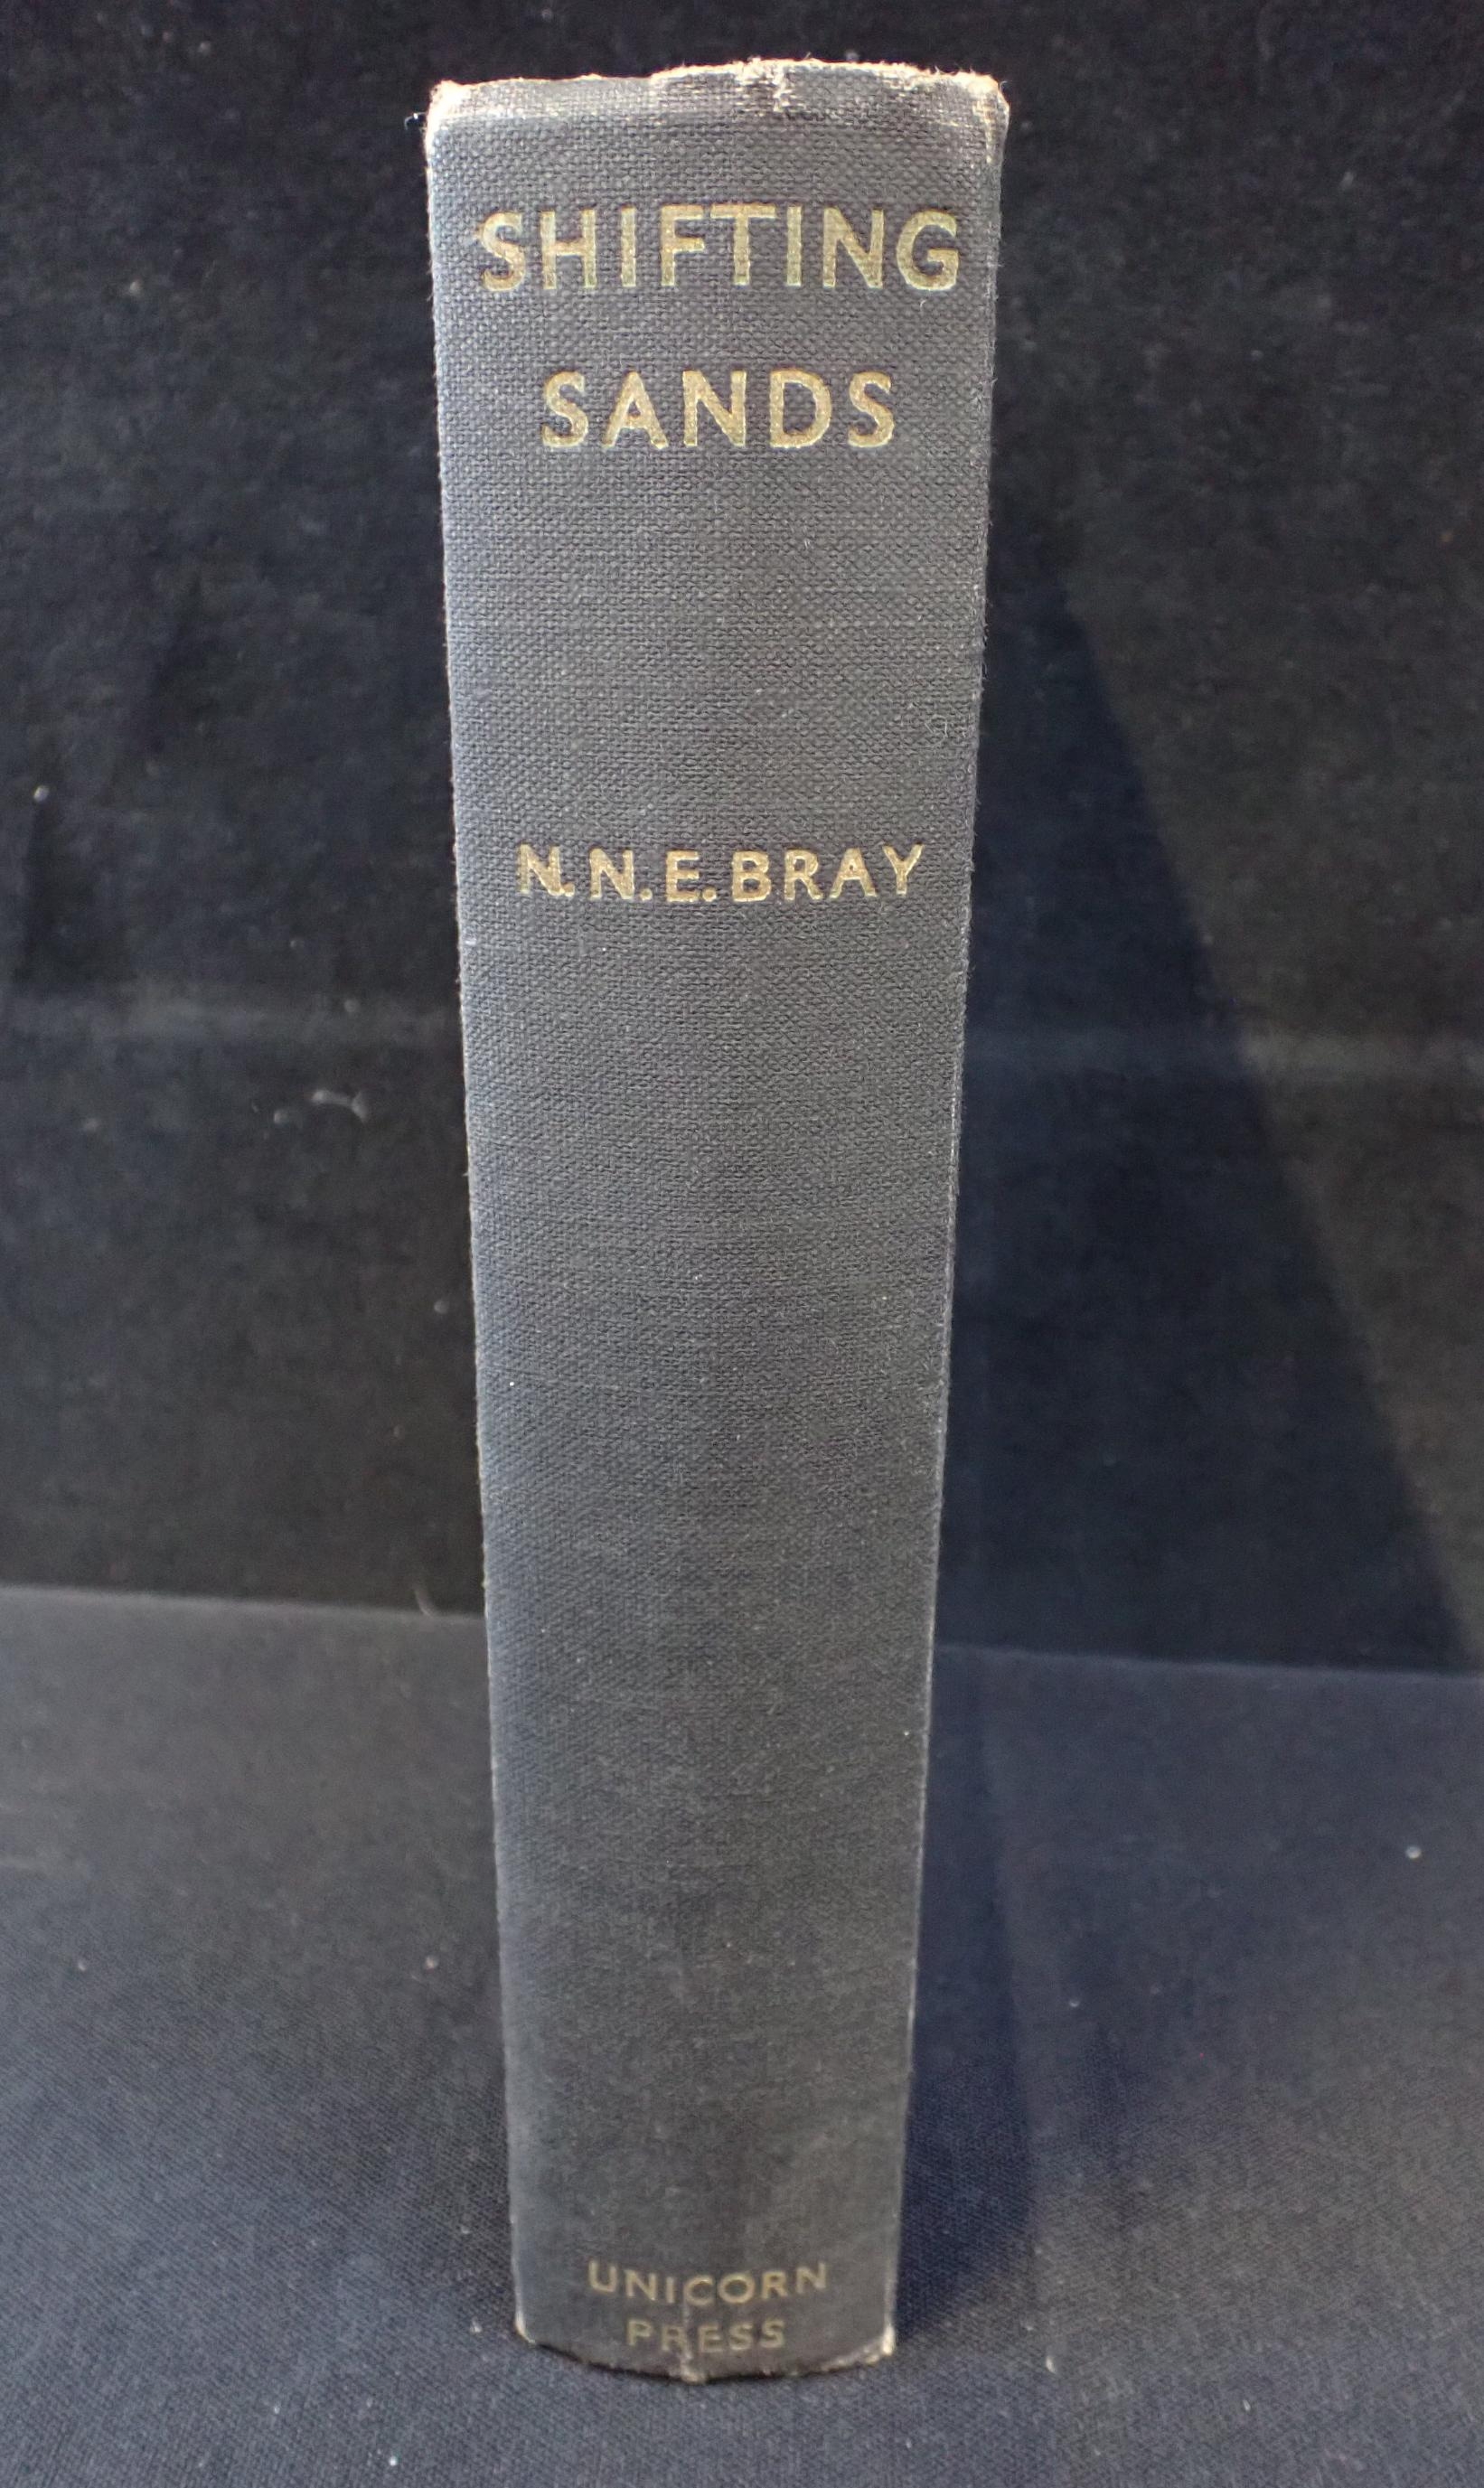 SHIFTING
SANDS
N.N.E. BRAY
UNICORN
PRESS